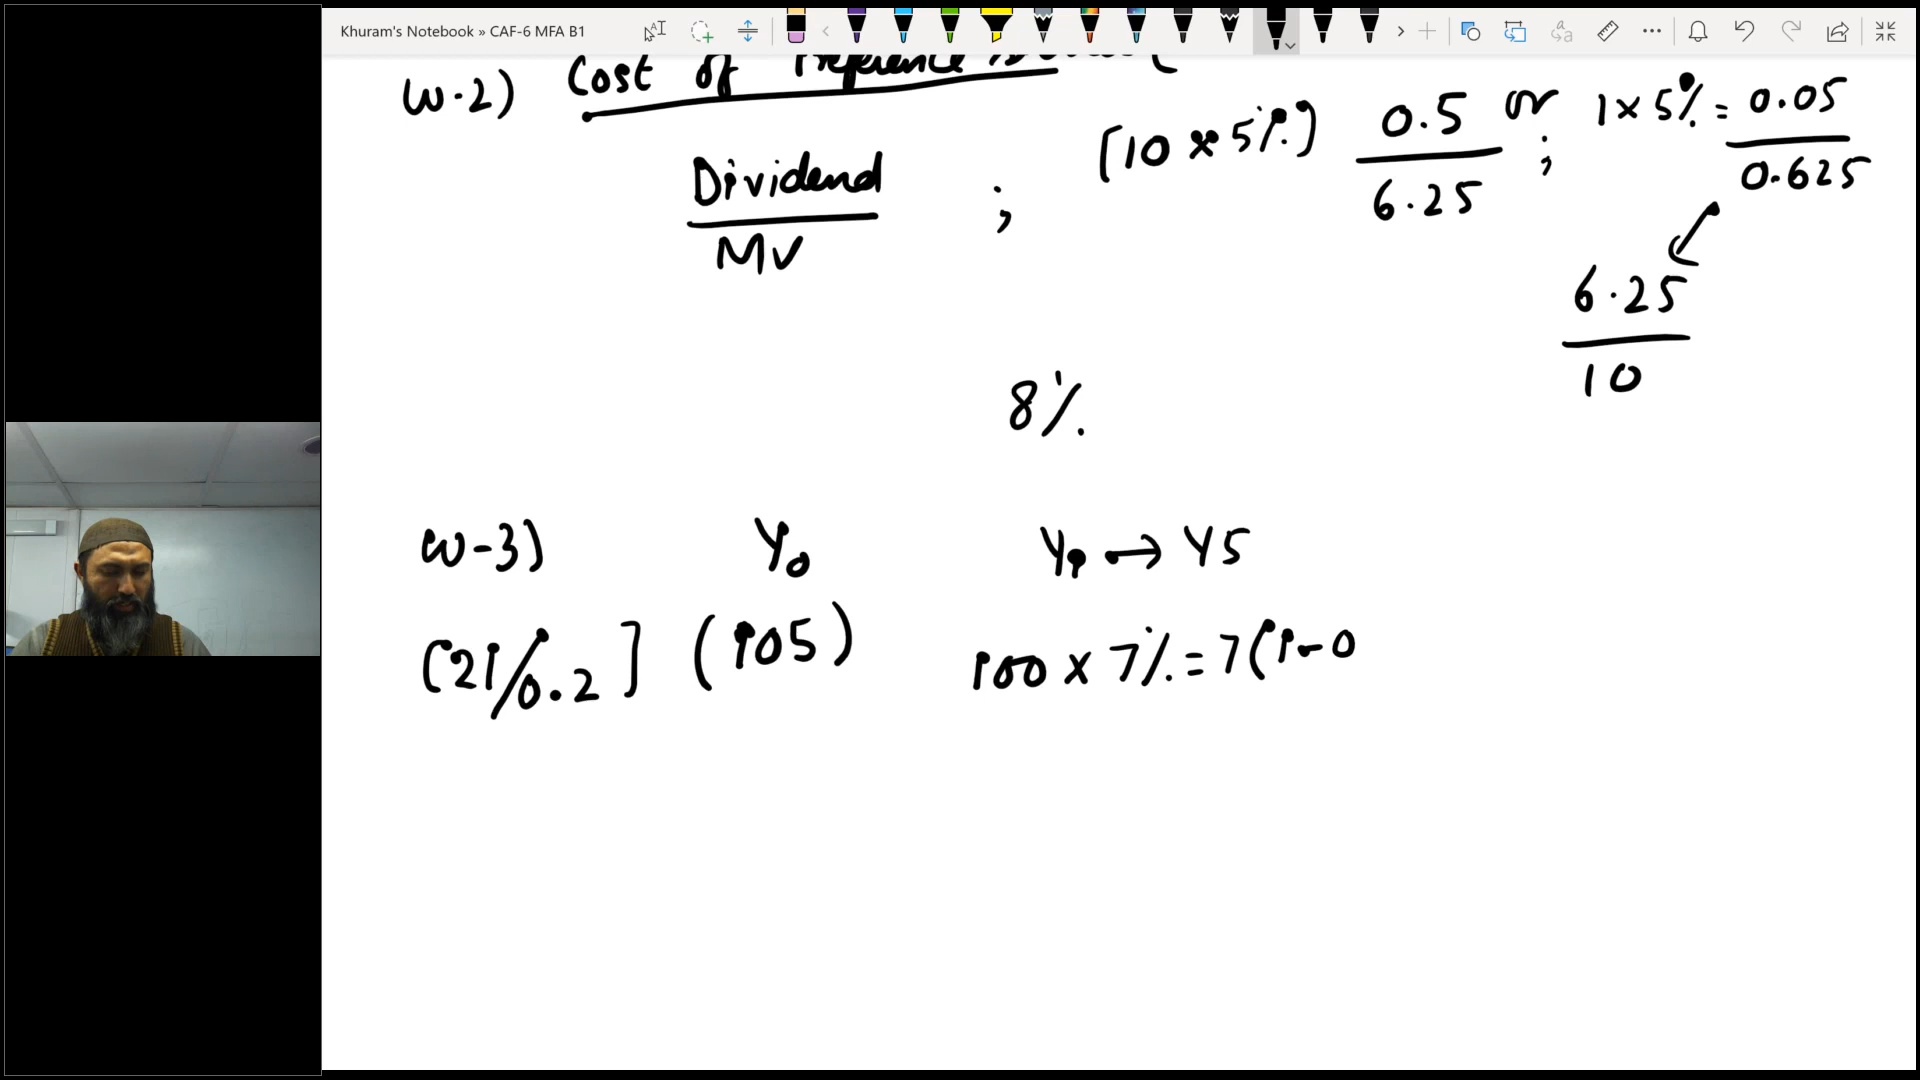 Khuram's Notebook » CAF-6 MFA B1
W-2) Cost of Preference
Dividend / MV ; [10 x 5%] 0.5 / 6.25 or ; 1 x 5% = 0.05 / 0.625
6.25 / 10
8%
W-3) Y0 Y1 → Y5
[21/0.2] (105) 100 x 7% = 7(1-0